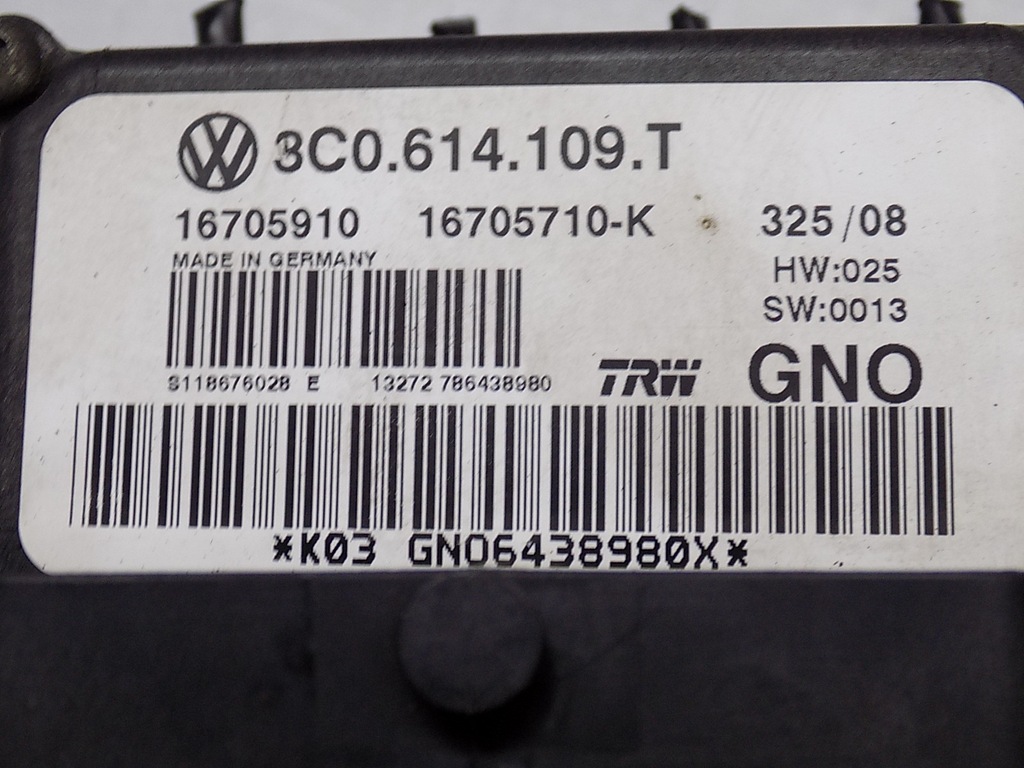 3C0.614.109.T
16705910 16705710-K 325/08
MADE IN GERMANY
HW:025
SW:0013
S118676028 E 13272 786438980
TRW GNO
*K03 GNO6438980X*